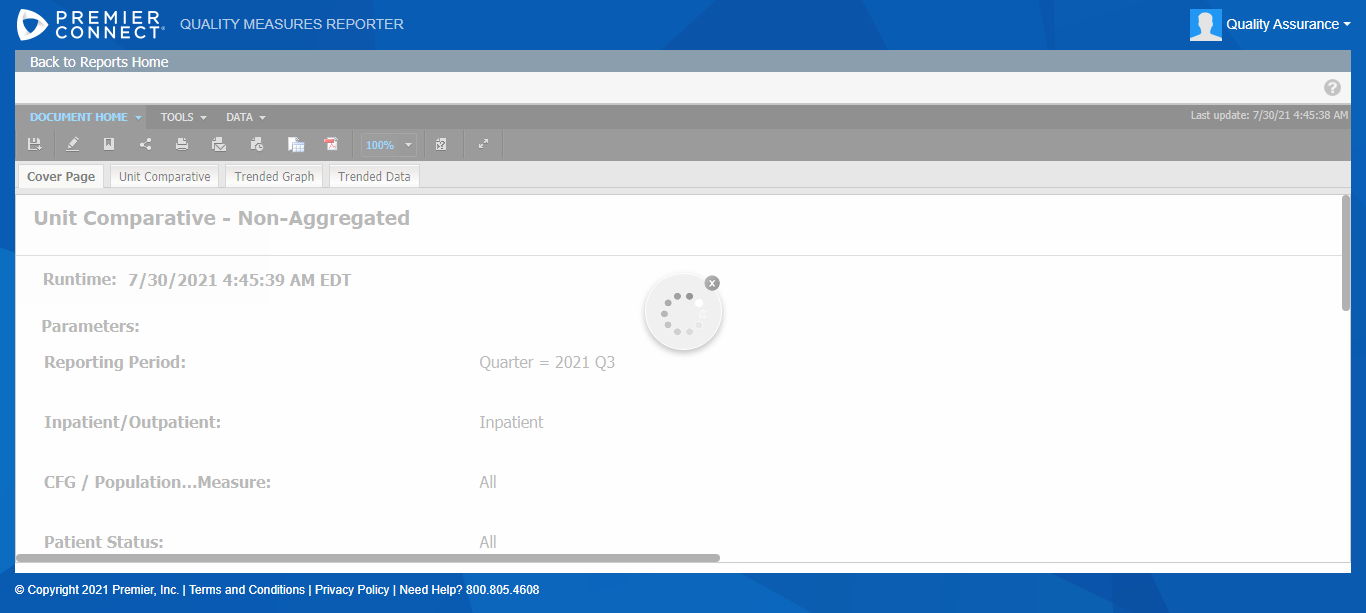 PREMIER CONNECT® QUALITY MEASURES REPORTER Quality Assurance
Back to Reports Home
?
DOCUMENT HOME TOOLS DATA Last update: 7/30/21 4:45:38 AM
100%
Cover Page Unit Comparative Trended Graph Trended Data
Unit Comparative - Non-Aggregated
Runtime: 7/30/2021 4:45:39 AM EDT
x
Parameters:
Reporting Period: Quarter = 2021 Q3
Inpatient/Outpatient: Inpatient
CFG / Population...Measure: All
Patient Status: All
© Copyright 2021 Premier, Inc. | Terms and Conditions | Privacy Policy | Need Help? 800.805.4608